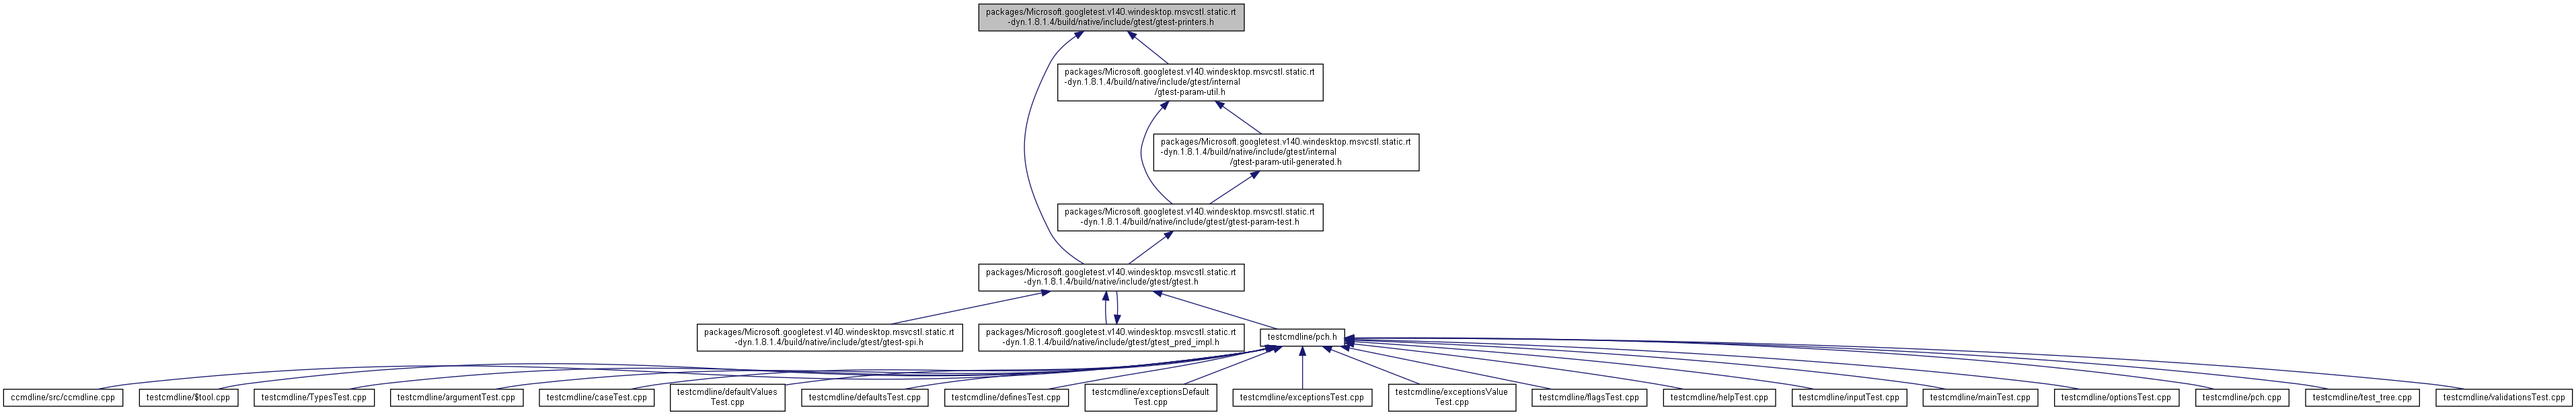 packages/Microsoft.googletest.v140.windesktop.msvcstl.static.rt
-dyn.1.8.1.4/build/native/include/gtest/gtest-printers.h
packages/Microsoft.googletest.v140.windesktop.msvcstl.static.rt
-dyn.1.8.1.4/build/native/include/gtest/internal
/gtest-param-util.h
packages/Microsoft.googletest.v140.windesktop.msvcstl.static.rt
-dyn.1.8.1.4/build/native/include/gtest/internal
/gtest-param-util-generated.h
packages/Microsoft.googletest.v140.windesktop.msvcstl.static.rt
-dyn.1.8.1.4/build/native/include/gtest/gtest-param-test.h
packages/Microsoft.googletest.v140.windesktop.msvcstl.static.rt
-dyn.1.8.1.4/build/native/include/gtest/gtest.h
packages/Microsoft.googletest.v140.windesktop.msvcstl.static.rt
-dyn.1.8.1.4/build/native/include/gtest/gtest-spi.h
packages/Microsoft.googletest.v140.windesktop.msvcstl.static.rt
-dyn.1.8.1.4/build/native/include/gtest/gtest_pred_impl.h
testcmdline/pch.h
ccmdline/src/ccmdline.cpp
testcmdline/$tool.cpp
testcmdline/TypesTest.cpp
testcmdline/argumentTest.cpp
testcmdline/caseTest.cpp
testcmdline/defaultValues
Test.cpp
testcmdline/defaultsTest.cpp
testcmdline/definesTest.cpp
testcmdline/exceptionsDefault
Test.cpp
testcmdline/exceptionsTest.cpp
testcmdline/exceptionsValue
Test.cpp
testcmdline/flagsTest.cpp
testcmdline/helpTest.cpp
testcmdline/inputTest.cpp
testcmdline/mainTest.cpp
testcmdline/optionsTest.cpp
testcmdline/pch.cpp
testcmdline/test_tree.cpp
testcmdline/validationsTest.cpp